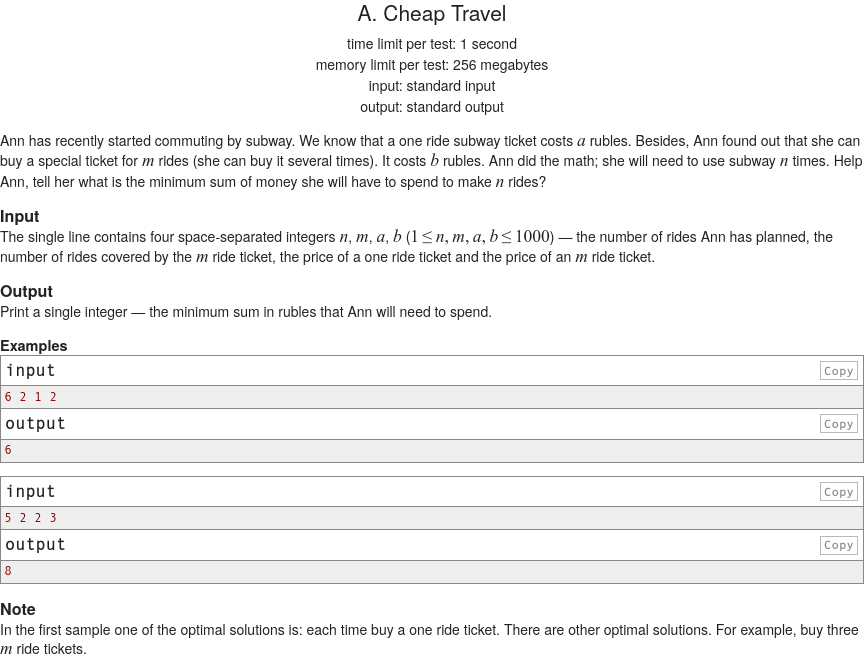 A. Cheap Travel
time limit per test: 1 second
memory limit per test: 256 megabytes
input: standard input
output: standard output
Ann has recently started commuting by subway. We know that a one ride subway ticket costs a rubles. Besides, Ann found out that she can
buy a special ticket for m rides (she can buy it several times). It costs b rubles. Ann did the math; she will need to use subway n times. Help
Ann, tell her what is the minimum sum of money she will have to spend to make n rides?
Input
The single line contains four space-separated integers n, m, a, b (1 ≤ n, m, a, b ≤ 1000) — the number of rides Ann has planned, the
number of rides covered by the m ride ticket, the price of a one ride ticket and the price of an m ride ticket.
Output
Print a single integer — the minimum sum in rubles that Ann will need to spend.
Examples
input Copy
6 2 1 2
output Copy
6
input Copy
5 2 2 3
output Copy
8
Note
In the first sample one of the optimal solutions is: each time buy a one ride ticket. There are other optimal solutions. For example, buy three
m ride tickets.